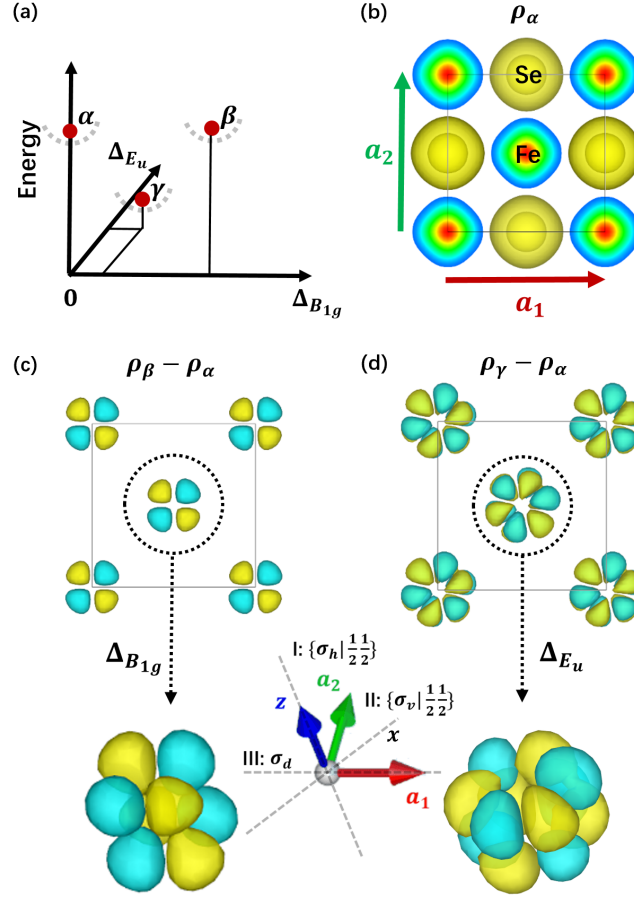 (a)
Energy
α
β
Δ_{E_u}
γ
0
Δ_{B_{1g}}
(b)
ρ_α
Se
Fe
a_2
a_1
(c)
ρ_β − ρ_α
(d)
ρ_γ − ρ_α
Δ_{B_{1g}}
Δ_{E_u}
I: {σ_h| 1/2 1/2}
II: {σ_v| 1/2 1/2}
III: σ_d
z
a_2
x
a_1